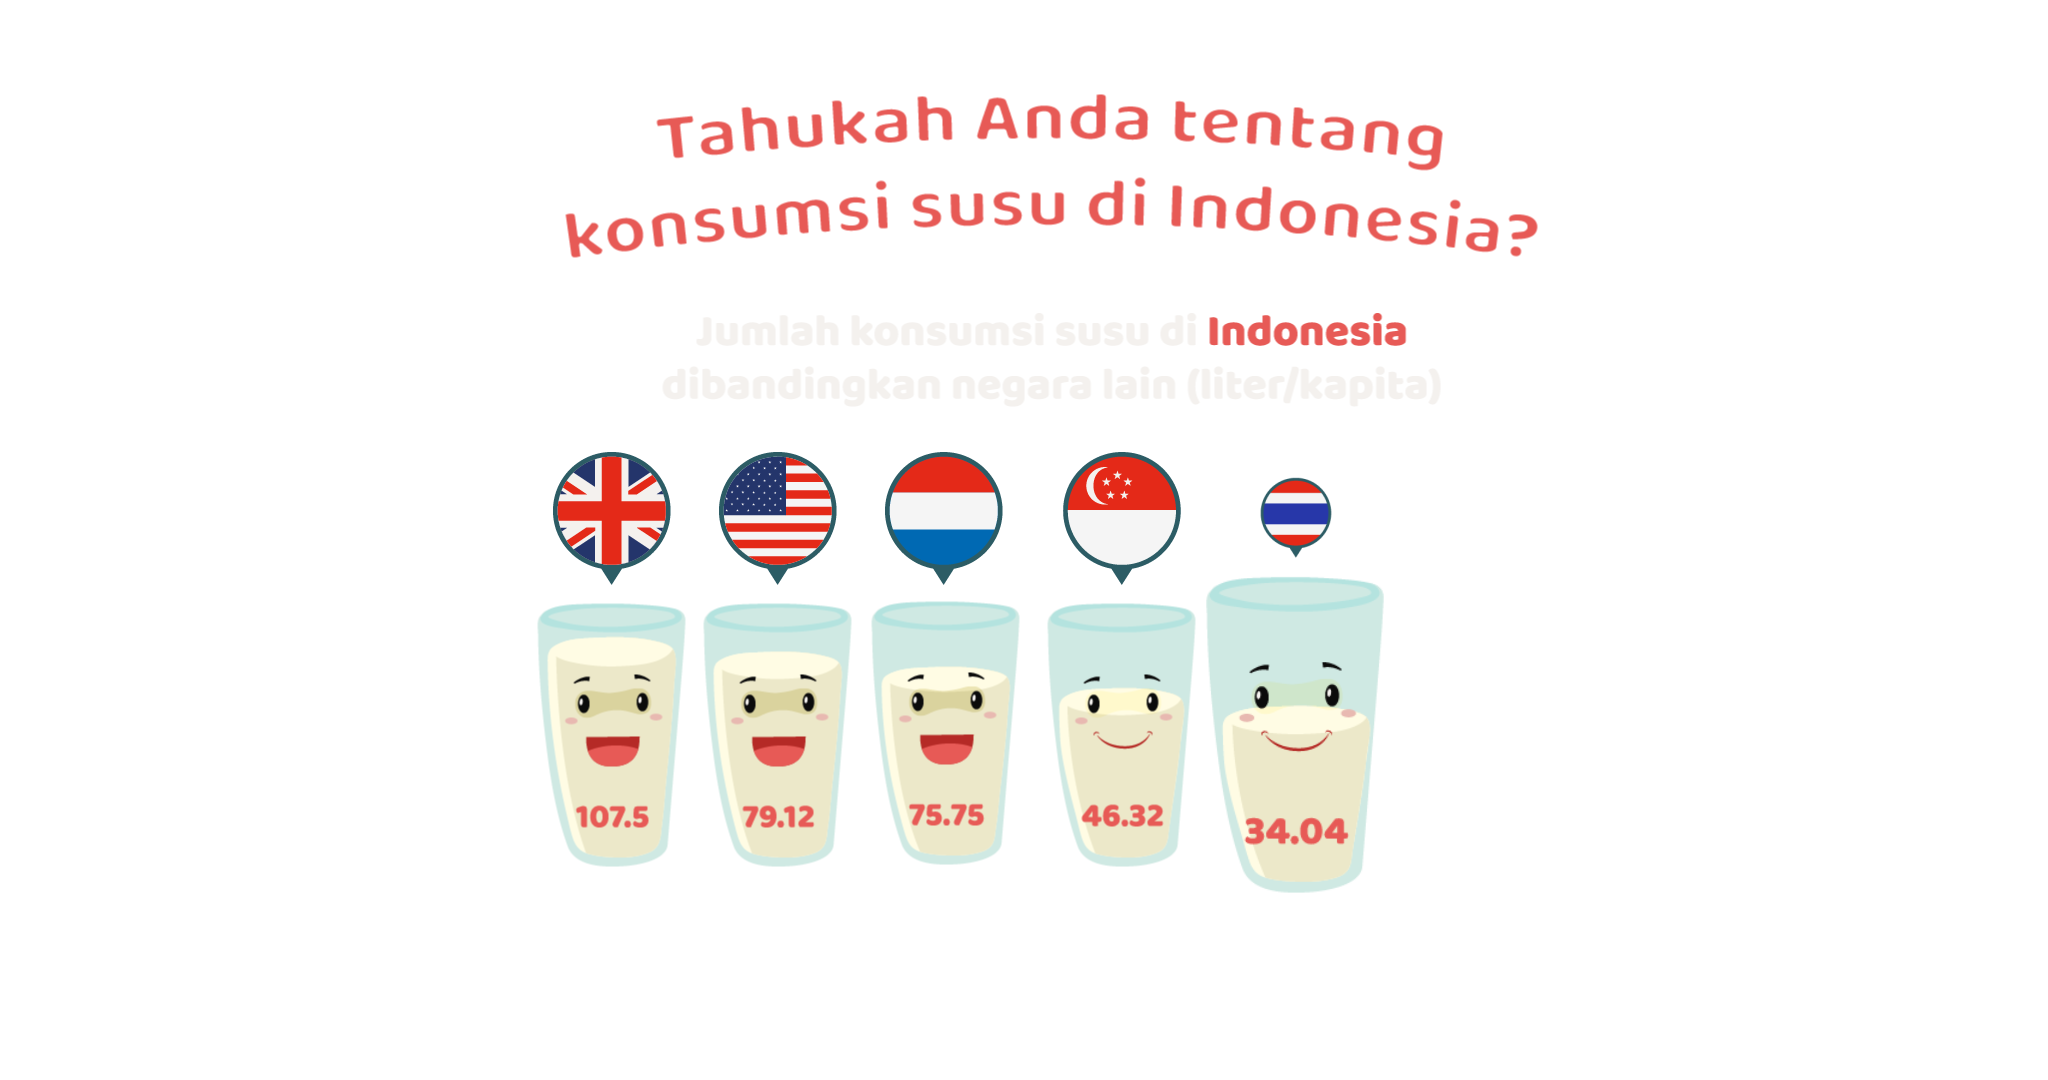 Tahukah Anda tentang
konsumsi susu di Indonesia?
Jumlah konsumsi susu di Indonesia
dibandingkan negara lain (liter/kapita)
107.5 79.12 75.75 46.32 34.04